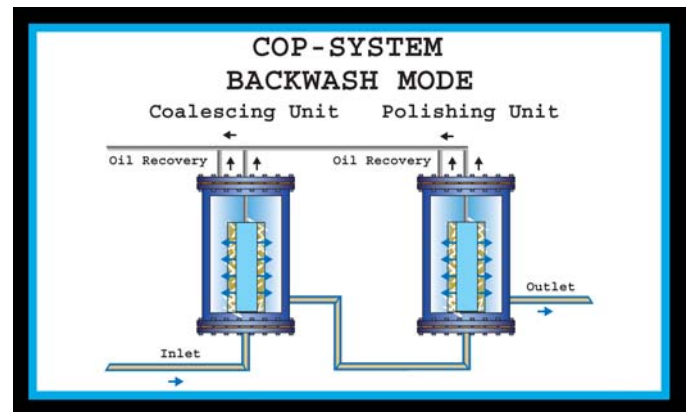 COP-SYSTEM
BACKWASH MODE
Coalescing Unit Polishing Unit
Oil Recovery Oil Recovery
Outlet
Inlet